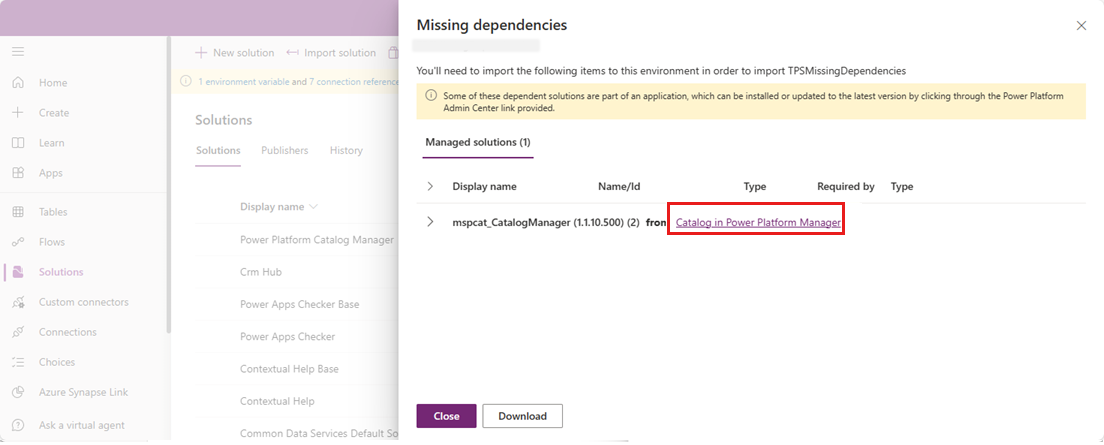 Missing dependencies
You'll need to import the following items to this environment in order to import TPSMissingDependencies
Some of these dependent solutions are part of an application, which can be installed or updated to the latest version by clicking through the Power Platform
Admin Center link provided.
Managed solutions (1)
Display name Name/Id Type Required by Type
mspcat_CatalogManager (1.1.10.500) (2) fron Catalog in Power Platform Manager
Close Download
New solution Import solution
1 environment variable and 7 connection reference
Solutions
Solutions Publishers History
Display name
Power Platform Catalog Manager
Crm Hub
Power Apps Checker Base
Power Apps Checker
Contextual Help Base
Contextual Help
Common Data Services Default So
Home
Create
Learn
Apps
Tables
Flows
Solutions
Custom connectors
Connections
Choices
Azure Synapse Link
Ask a virtual agent